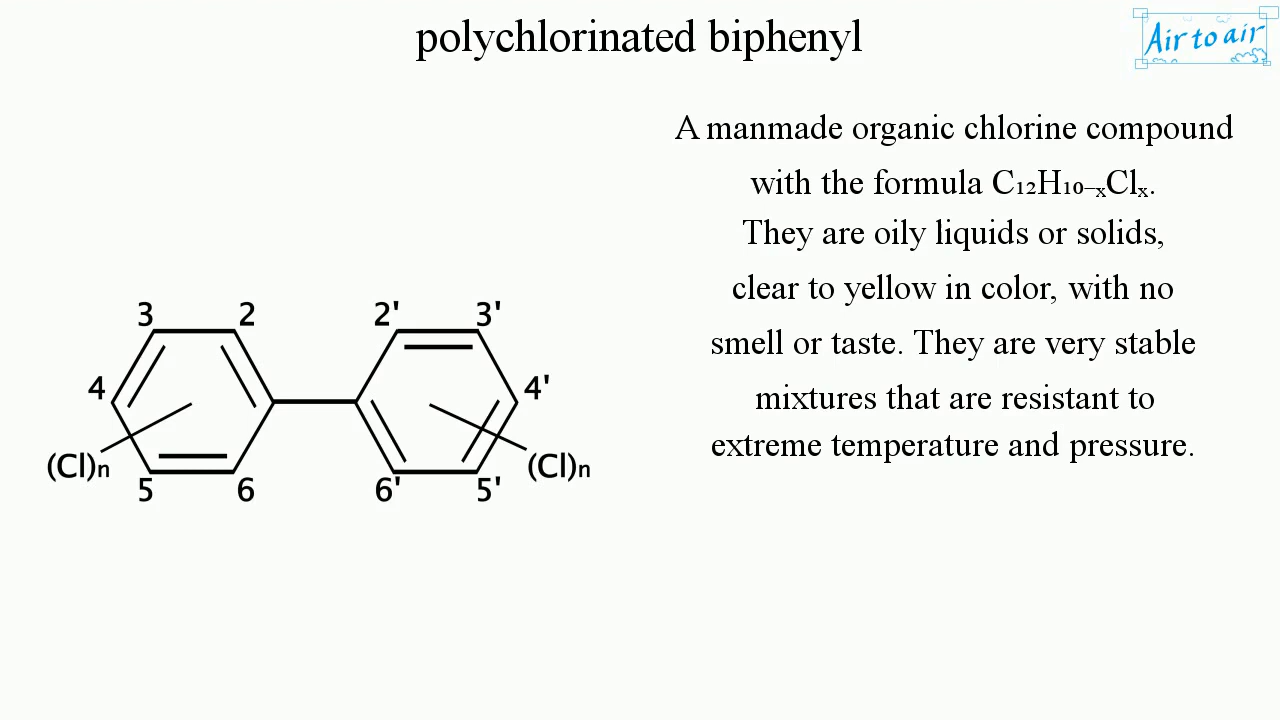 polychlorinated biphenyl
Air to air
A manmade organic chlorine compound
with the formula C₁₂H₁₀₋ₓClₓ.
They are oily liquids or solids,
clear to yellow in color, with no
smell or taste. They are very stable
mixtures that are resistant to
extreme temperature and pressure.
3 2 2' 3'
4 4'
(Cl)n (Cl)n
5 6 6' 5'